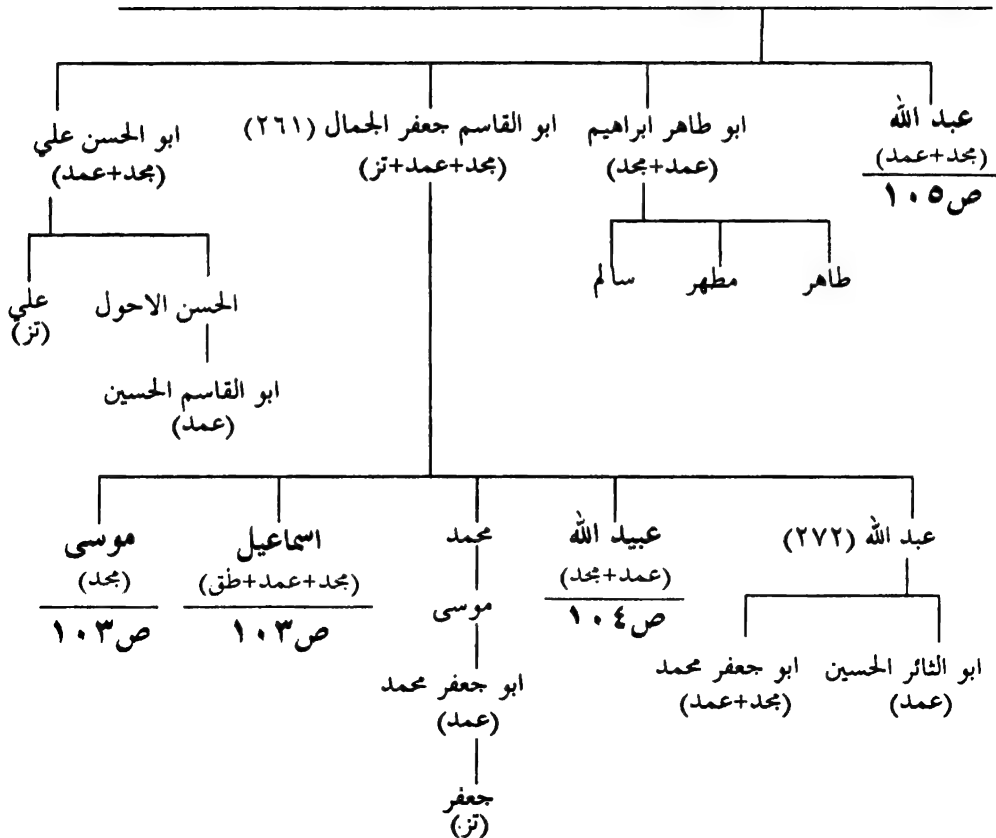 عبد الله
(مجد+عمد)
ص١٠٥
ابو طاهر ابراهيم
(عمد+مجد)
ابو القاسم جعفر الجمال (٢٦١)
(مجد+عمد+تز)
ابو الحسن علي
(مجد+عمد)
طاهر
مطهر
سالم
الحسن الاحول
علي
(تز)
ابو القاسم الحسين
(عمد)
عبد الله (٢٧٢)
عبيد الله
(عمد+مجد)
ص١٠٤
محمد
اسماعيل
(مجد+عمد+طق)
ص١٠٣
موسى
(مجد)
ص١٠٣
موسى
ابو الثائر الحسين
(عمد)
ابو جعفر محمد
(مجد+عمد)
ابو جعفر محمد
(عمد)
جعفر
(تز)